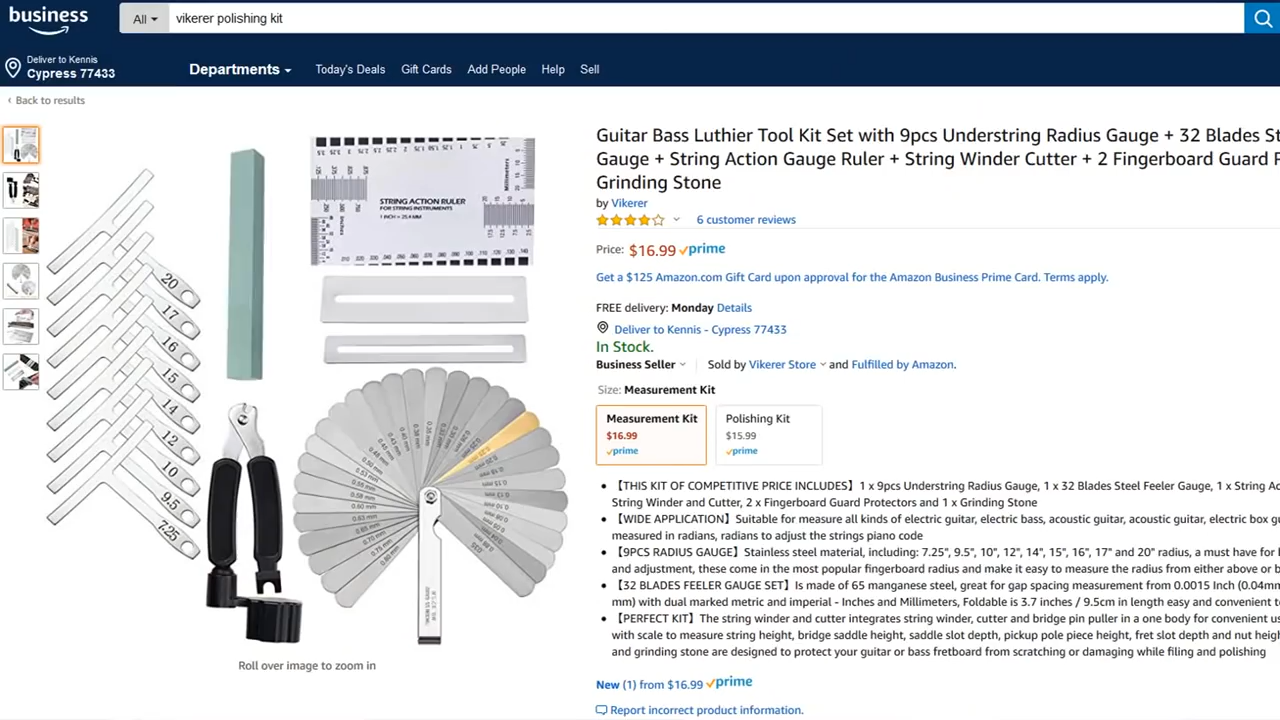 business
All
vikerer polishing kit
Deliver to Kennis
Cypress 77433
Departments
Today's Deals
Gift Cards
Add People
Help
Sell
‹ Back to results
Guitar Bass Luthier Tool Kit Set with 9pcs Understring Radius Gauge + 32 Blades
Gauge + String Action Gauge Ruler + String Winder Cutter + 2 Fingerboard Guard
Grinding Stone
by Vikerer
6 customer reviews
Price: $16.99 prime
Get a $125 Amazon.com Gift Card upon approval for the Amazon Business Prime Card. Terms apply.
FREE delivery: Monday Details
Deliver to Kennis - Cypress 77433
In Stock.
Business Seller
Sold by Vikerer Store and Fulfilled by Amazon.
Size: Measurement Kit
Measurement Kit
$16.99
prime
Polishing Kit
$15.99
prime
• 【THIS KIT OF COMPETITIVE PRICE INCLUDES】1 x 9pcs Understring Radius Gauge, 1 x 32 Blades Steel Feeler Gauge, 1 x String
String Winder and Cutter, 2 x Fingerboard Guard Protectors and 1 x Grinding Stone
• 【WIDE APPLICATION】Suitable for measure all kinds of electric guitar, electric bass, acoustic guitar, acoustic guitar, electric box
measured in radians, radians to adjust the strings piano code
• 【9PCS RADIUS GAUGE】Stainless steel material, including: 7.25", 9.5", 10", 12", 14", 15", 16", 17" and 20" radius, a must have for
and adjustment, these come in the most popular fingerboard radius and make it easy to measure the radius from either above or
• 【32 BLADES FEELER GAUGE SET】Is made of 65 manganese steel, great for gap spacing measurement from 0.0015 Inch (0.04mm
mm) with dual marked metric and imperial - Inches and Millimeters, Foldable is 3.7 inches / 9.5cm in length easy and convenient
• 【PERFECT KIT】The string winder and cutter integrates string winder, cutter and bridge pin puller in a one body for convenient
with scale to measure string height, bridge saddle height, saddle slot depth, pickup pole piece height, fret slot depth and nut
and grinding stone are designed to protect your guitar or bass fretboard from scratching or damaging while filing and polishing
New (1) from $16.99 prime
Report incorrect product information.
STRING ACTION RULER
FOR STRING INSTRUMENTS
1 INCH = 25.4 MM
Millimeters
Inches
20
17
16
15
14
12
10
9.5
7.25
Roll over image to zoom in